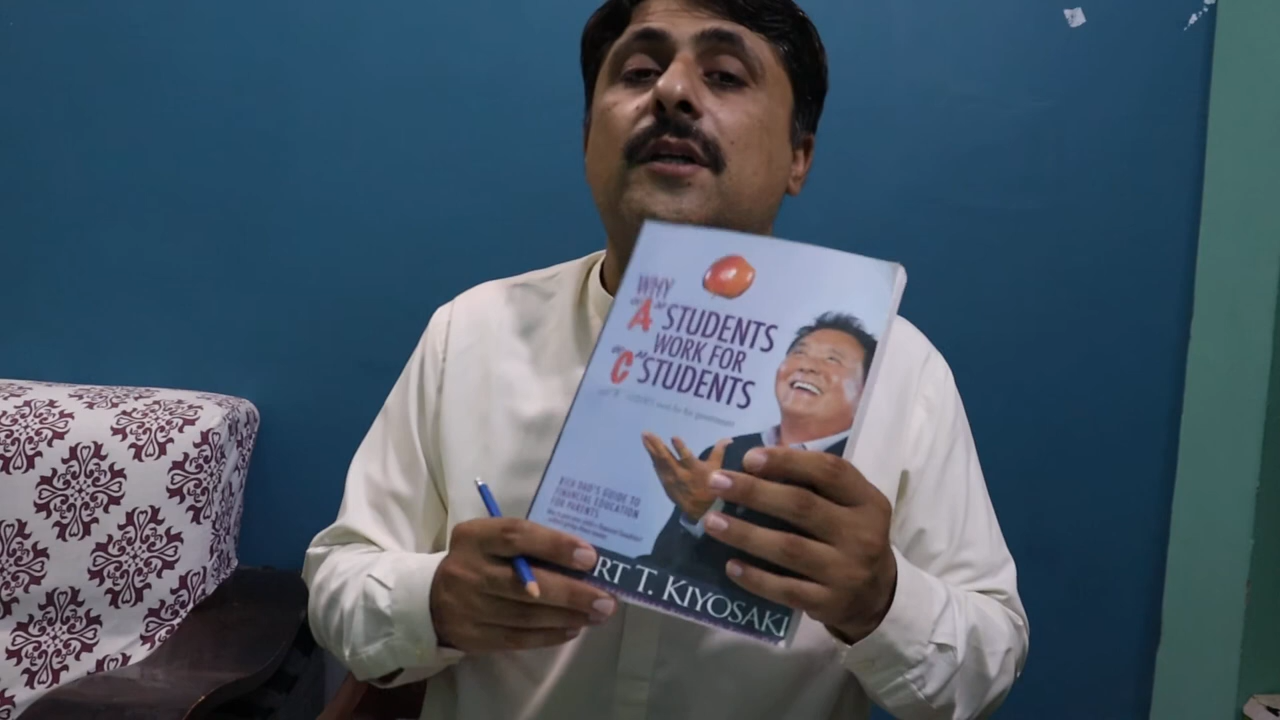 WHY
"A" STUDENTS
WORK FOR
"C" STUDENTS
RICH DAD'S GUIDE TO
FINANCIAL EDUCATION
FOR PARENTS
RT T. KIYOSAKI